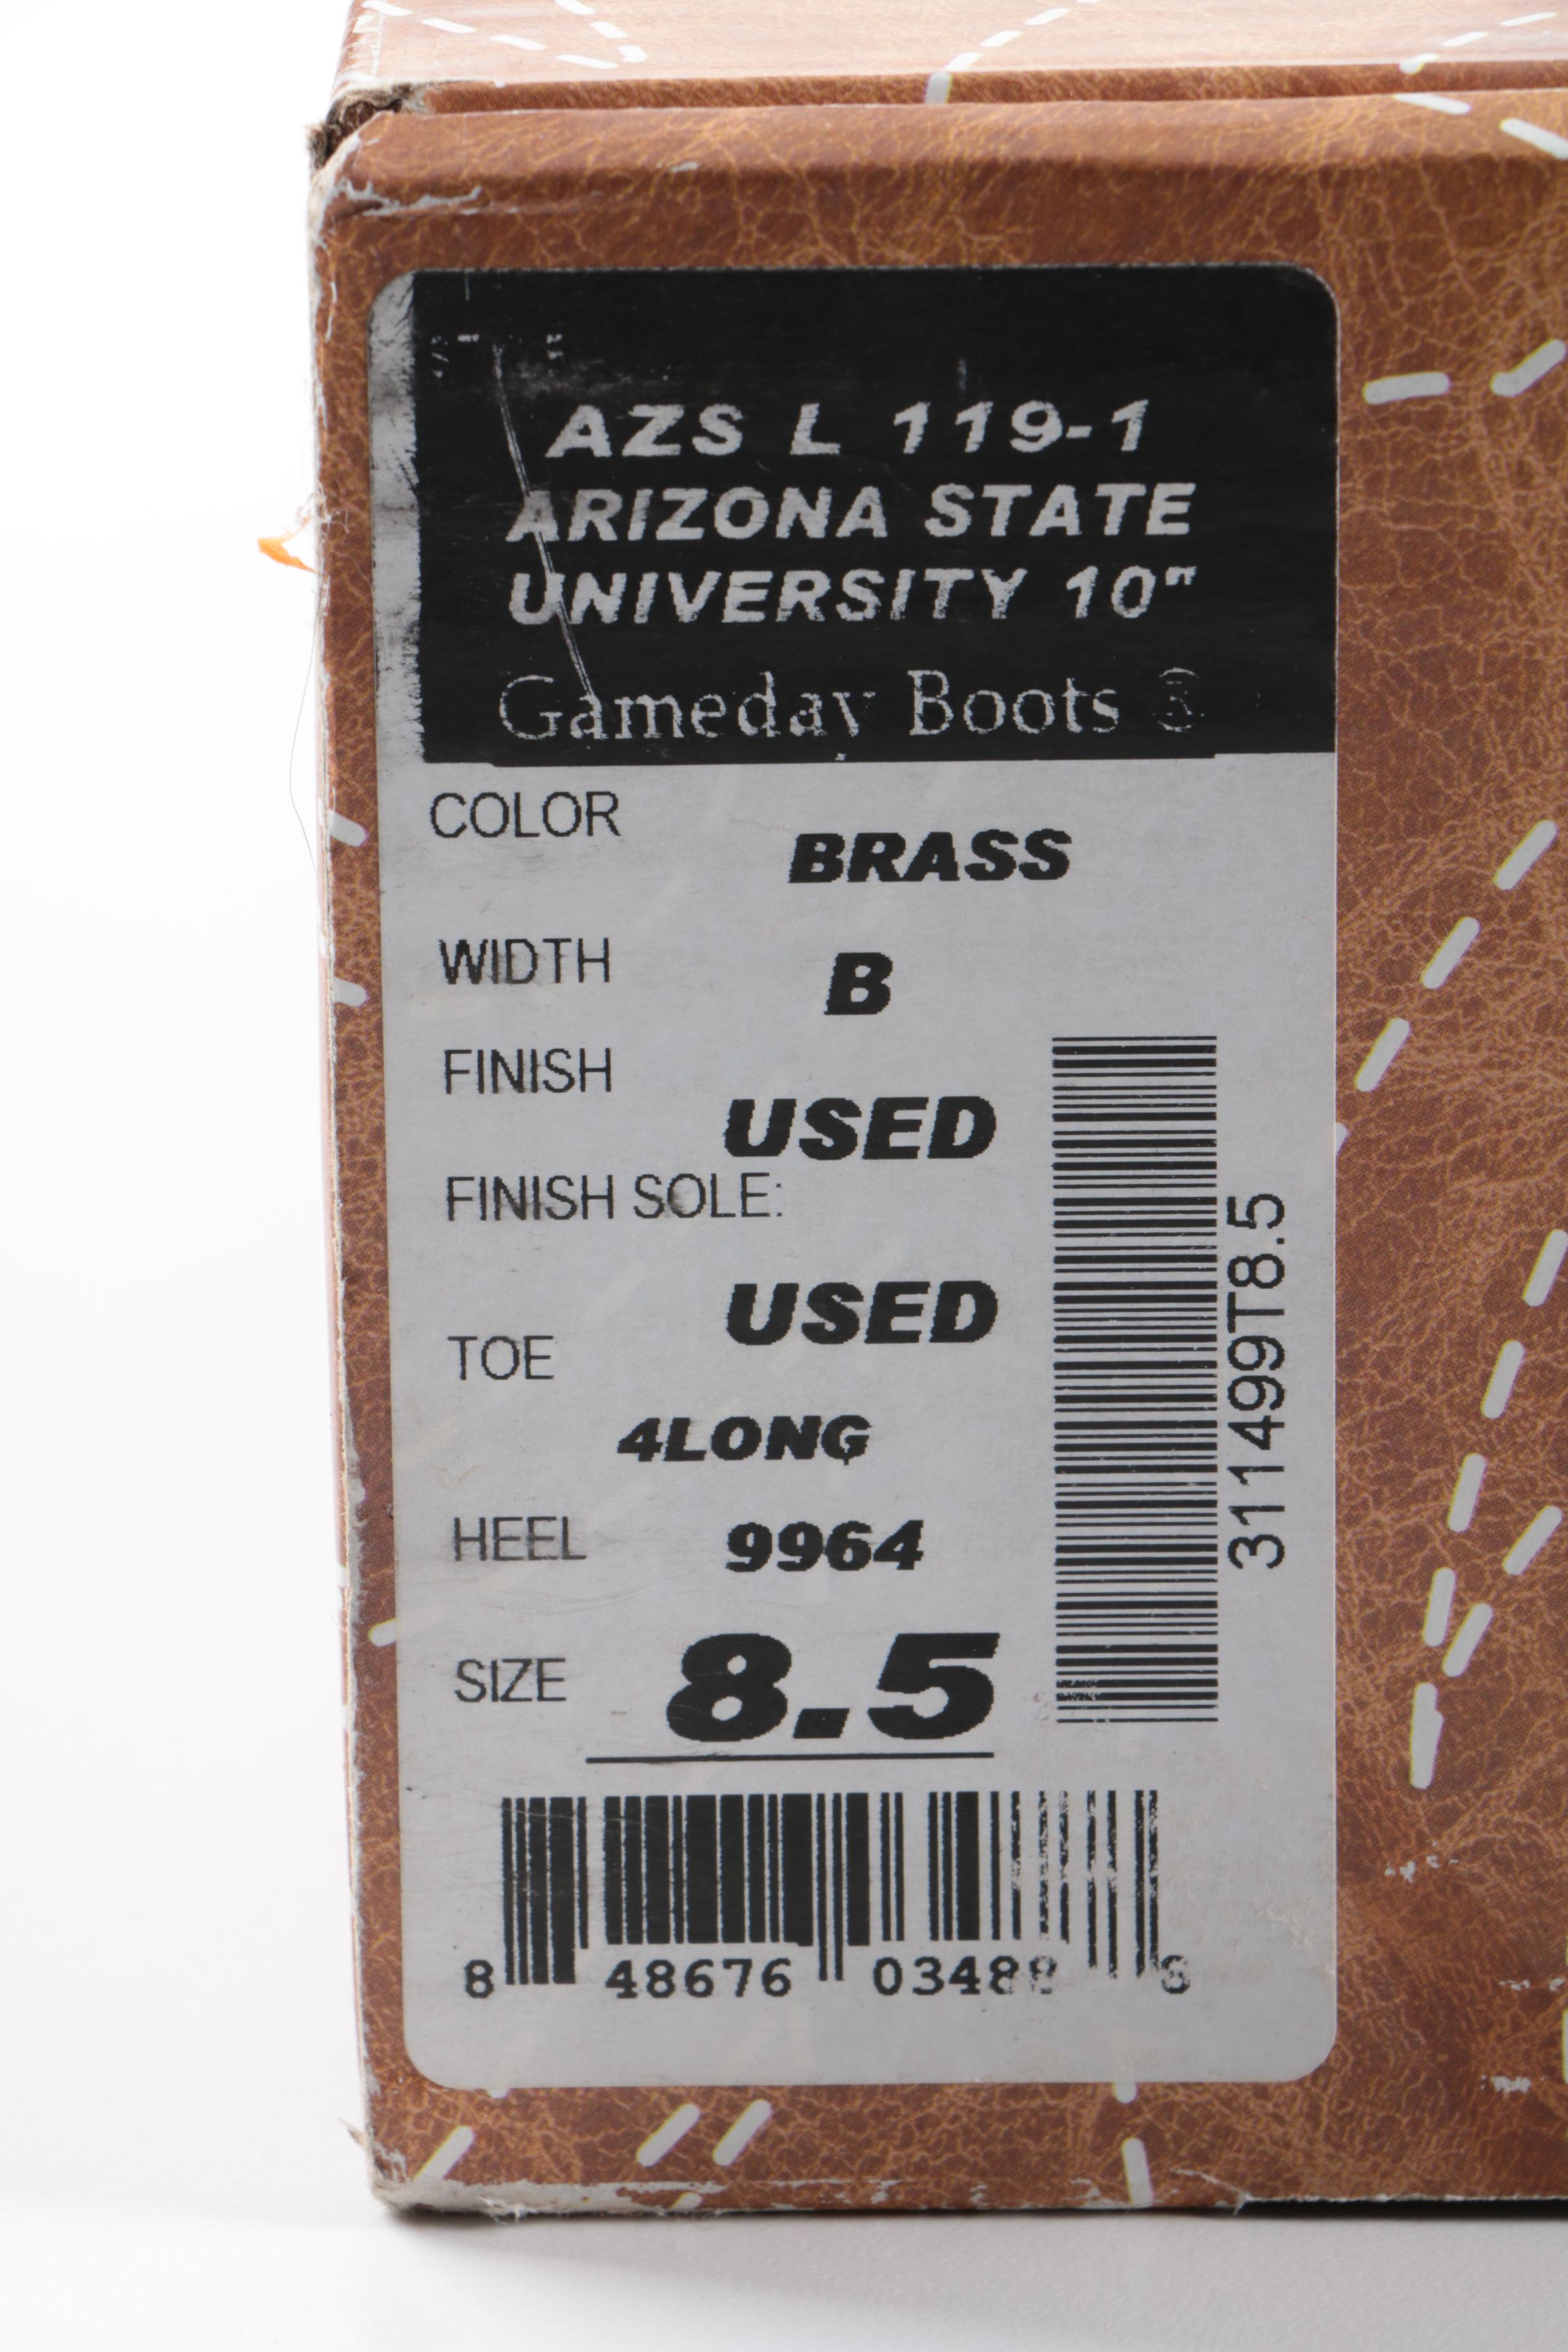 AZS L 119-1
ARIZONA STATE
UNIVERSITY 10"
Gameday Boots ®
COLOR
BRASS
WIDTH
B
FINISH
USED
FINISH SOLE:
USED
TOE
4LONG
HEEL
9964
SIZE
8.5
311499T8.5
8 48676